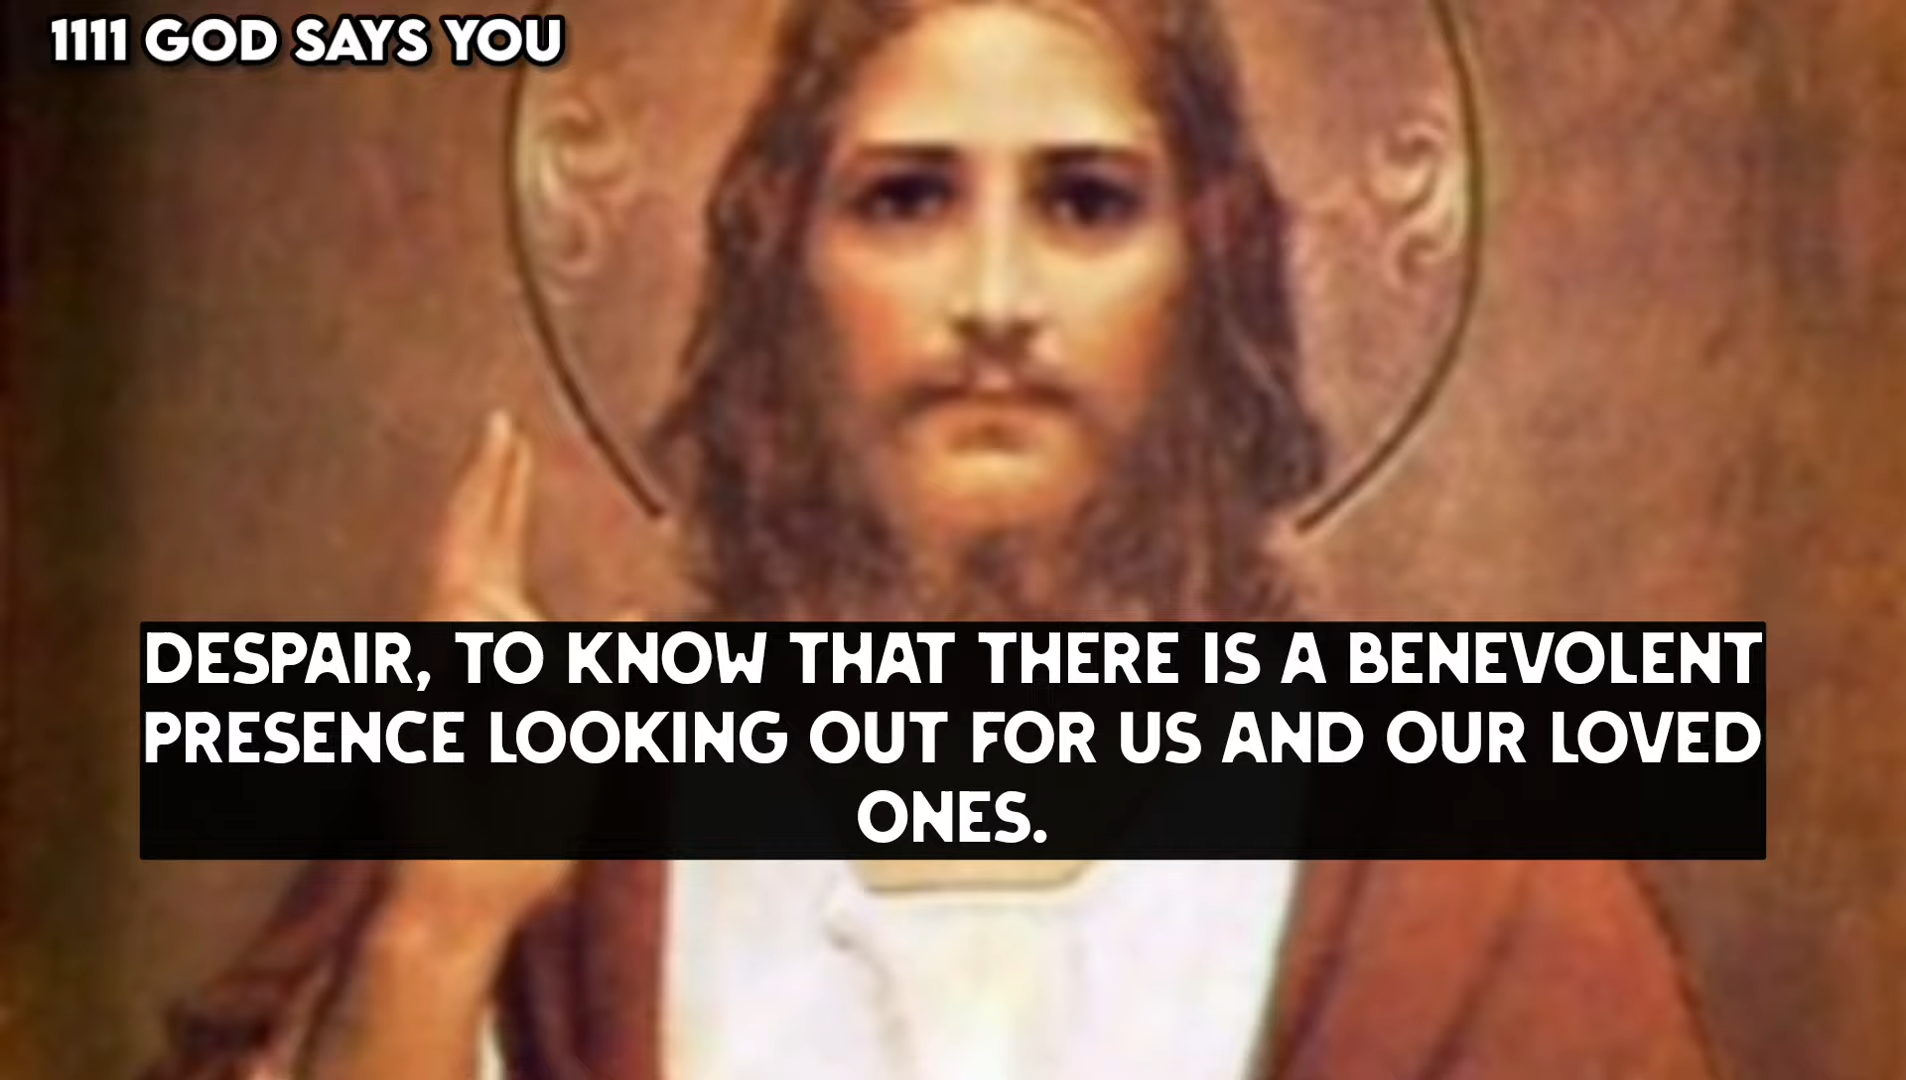 1111 GOD SAYS YOU
DESPAIR, TO KNOW THAT THERE IS A BENEVOLENT
PRESENCE LOOKING OUT FOR US AND OUR LOVED
ONES.